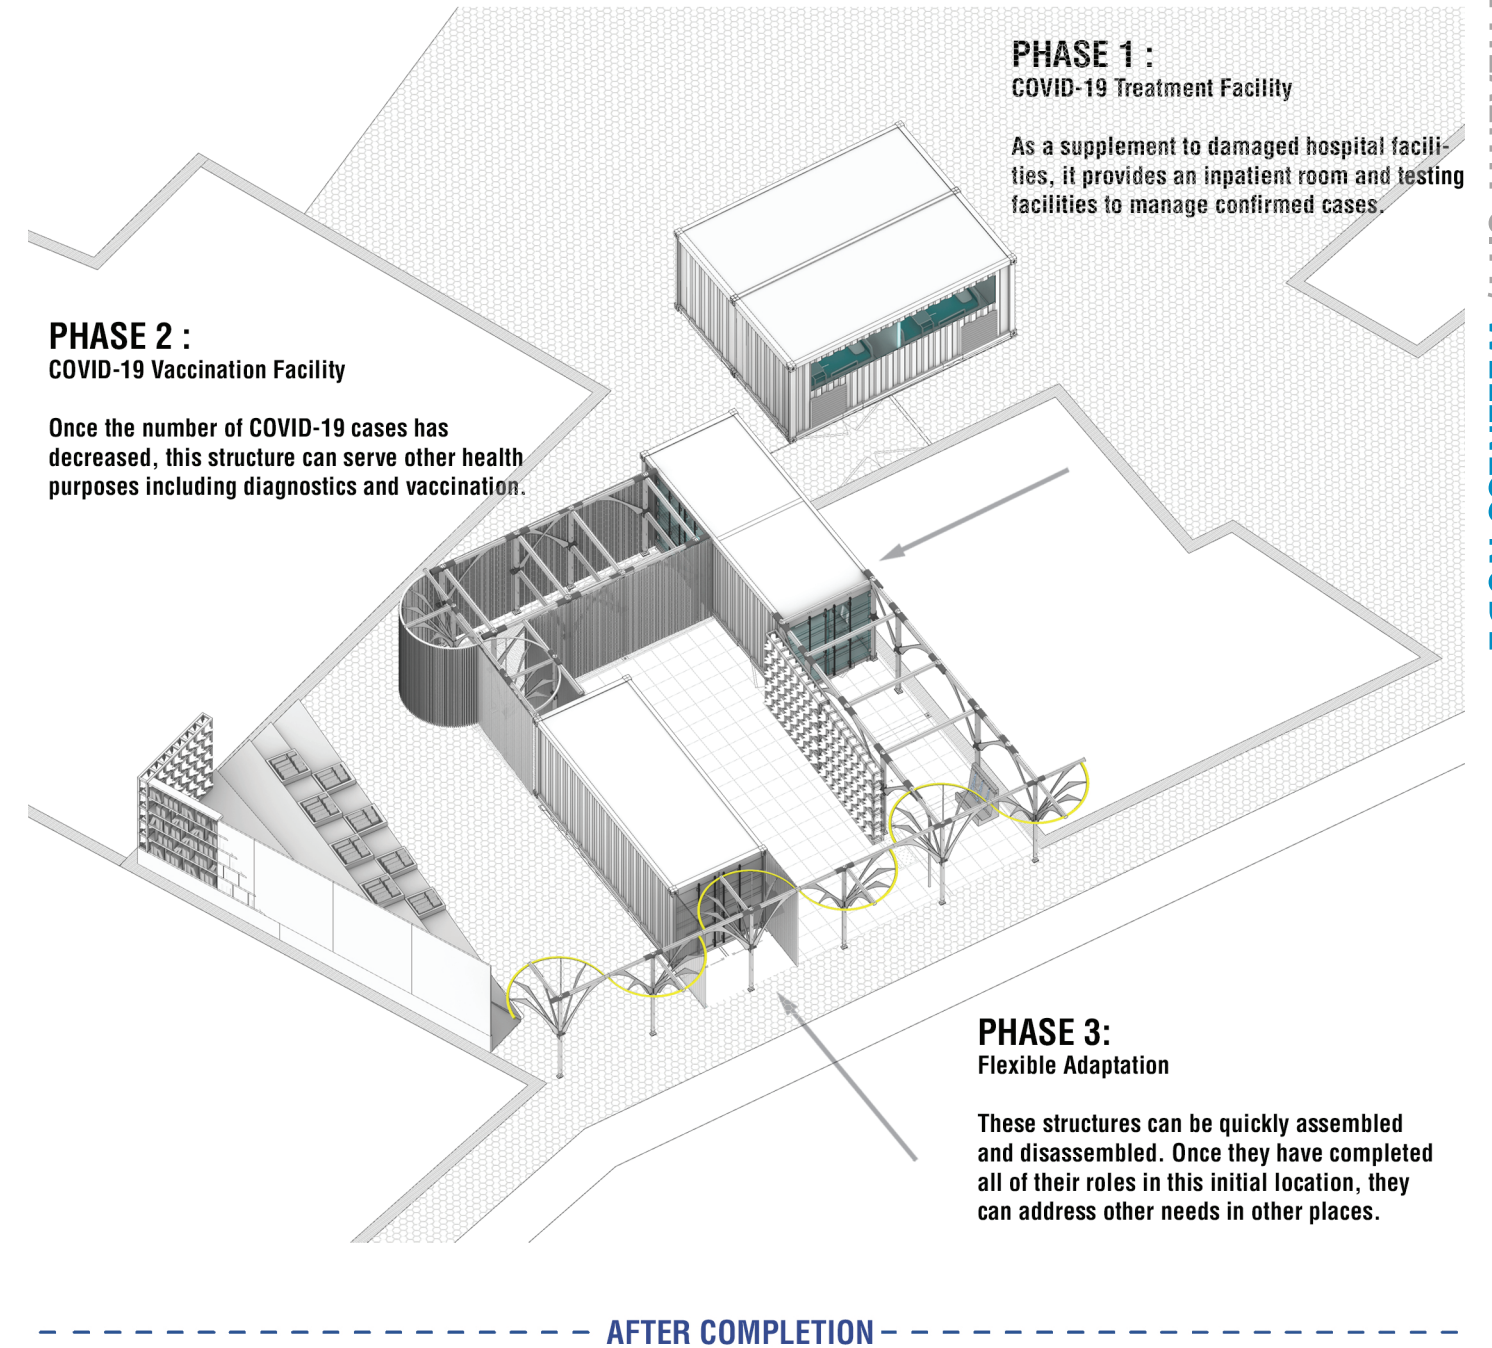 PHASE 1 :
COVID-19 Treatment Facility
As a supplement to damaged hospital facili-
ties, it provides an inpatient room and testing
facilities to manage confirmed cases.
PHASE 2 :
COVID-19 Vaccination Facility
Once the number of COVID-19 cases has
decreased, this structure can serve other health
purposes including diagnostics and vaccination.
PHASE 3:
Flexible Adaptation
These structures can be quickly assembled
and disassembled. Once they have completed
all of their roles in this initial location, they
can address other needs in other places.
AFTER COMPLETION